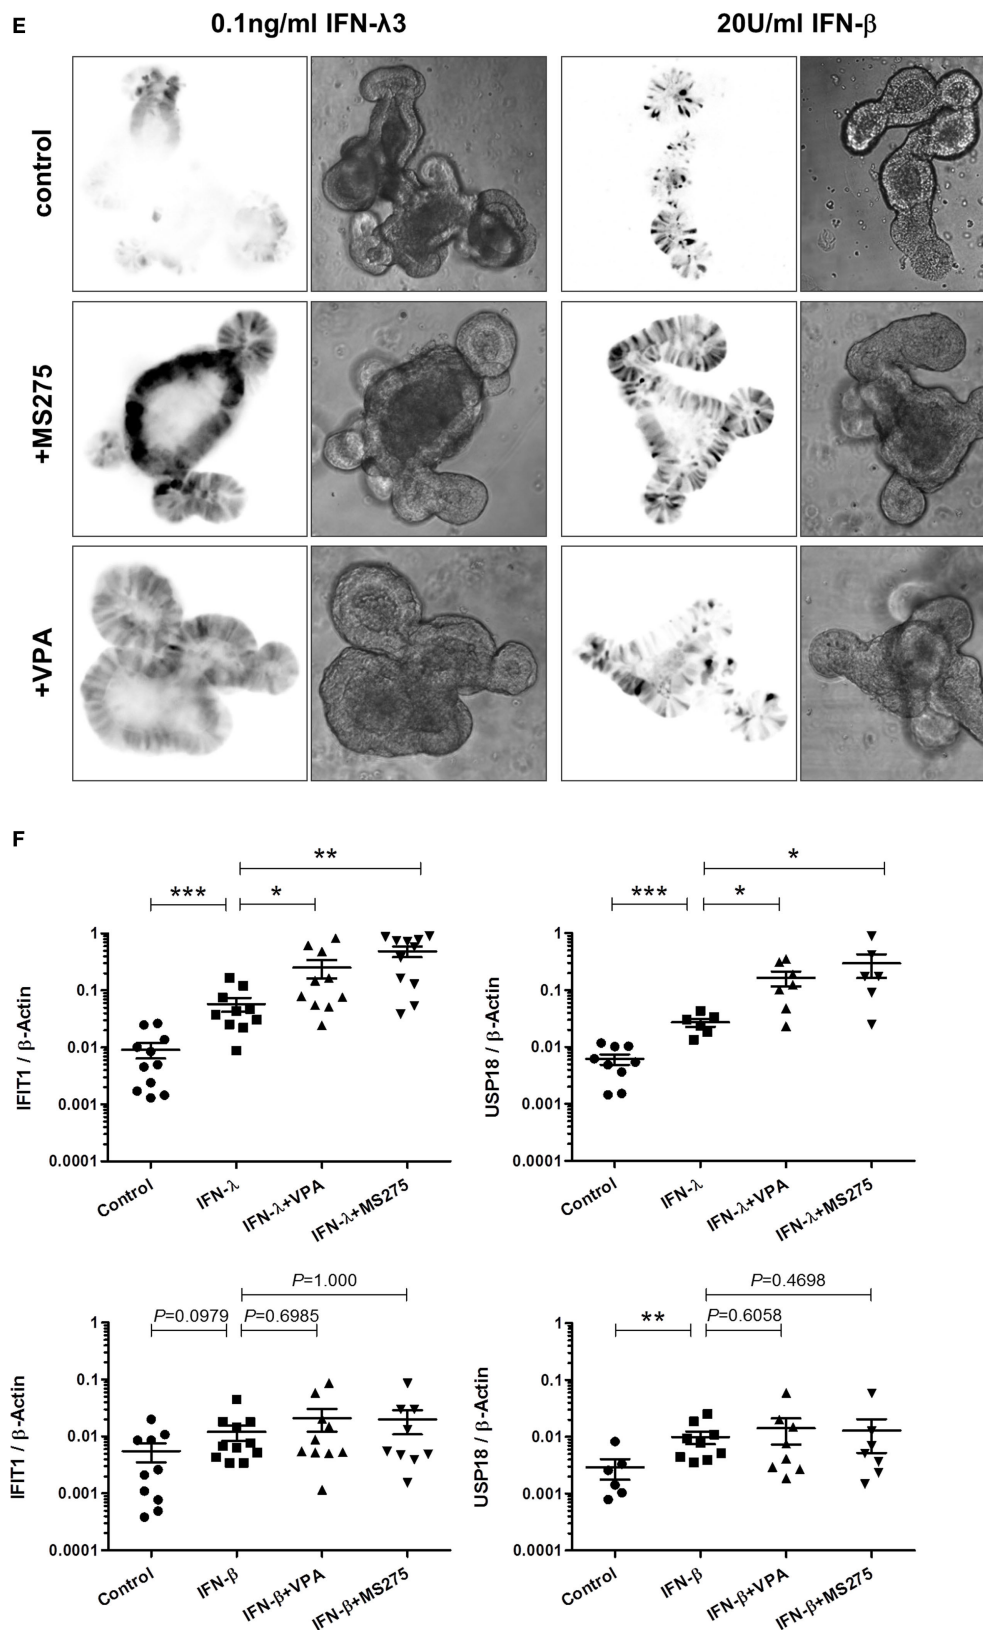 E
0.1ng/ml IFN-λ3
20U/ml IFN-β
control
+MS275
+VPA
F
**
*** *
1
0.1
0.01
0.001
0.0001
IFIT1 / β-Actin
Control
IFN-λ
IFN-λ+VPA
IFN-λ+MS275
*
*** *
1
0.1
0.01
0.001
0.0001
USP18 / β-Actin
Control
IFN-λ
IFN-λ+VPA
IFN-λ+MS275
P=1.000
P=0.0979 P=0.6985
1
0.1
0.01
0.001
0.0001
IFIT1 / β-Actin
Control
IFN-β
IFN-β+VPA
IFN-β+MS275
P=0.4698
** P=0.6058
1
0.1
0.01
0.001
0.0001
USP18 / β-Actin
Control
IFN-β
IFN-β+VPA
IFN-β+MS275